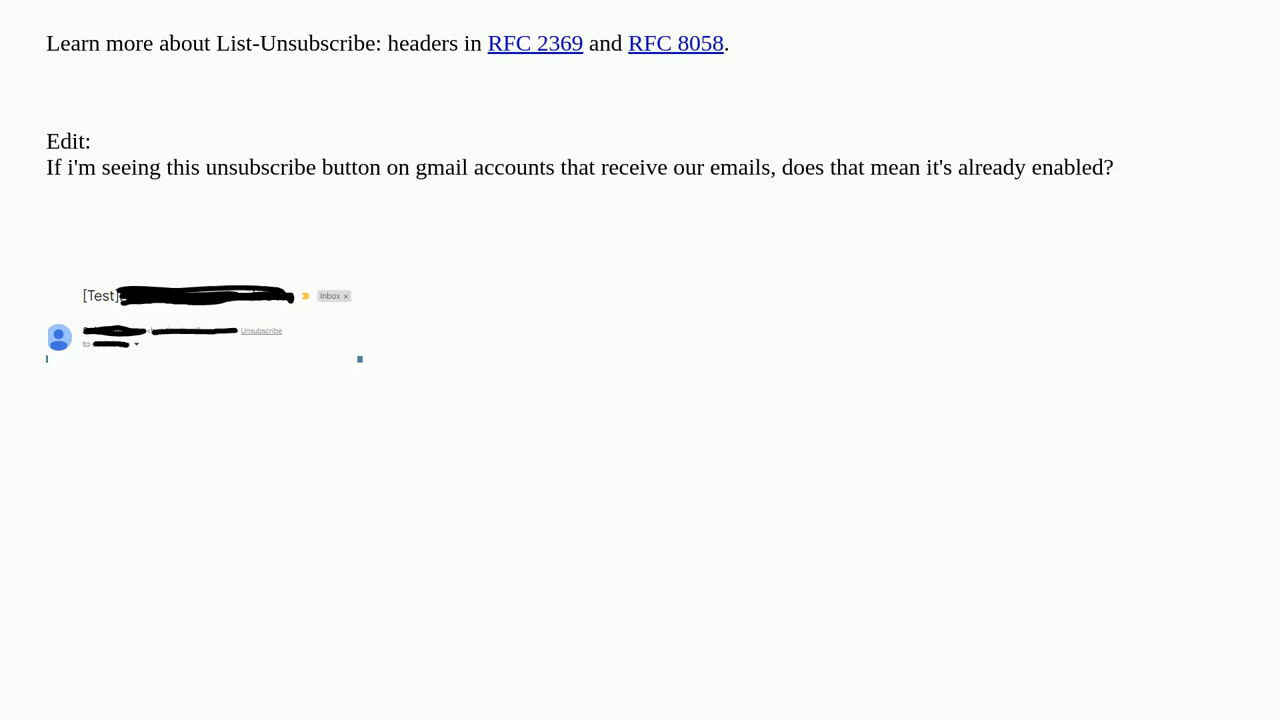 Learn more about List-Unsubscribe: headers in RFC 2369 and RFC 8058.
Edit:
If i'm seeing this unsubscribe button on gmail accounts that receive our emails, does that mean it's already enabled?
[Test]
Inbox ×
Unsubscribe
to